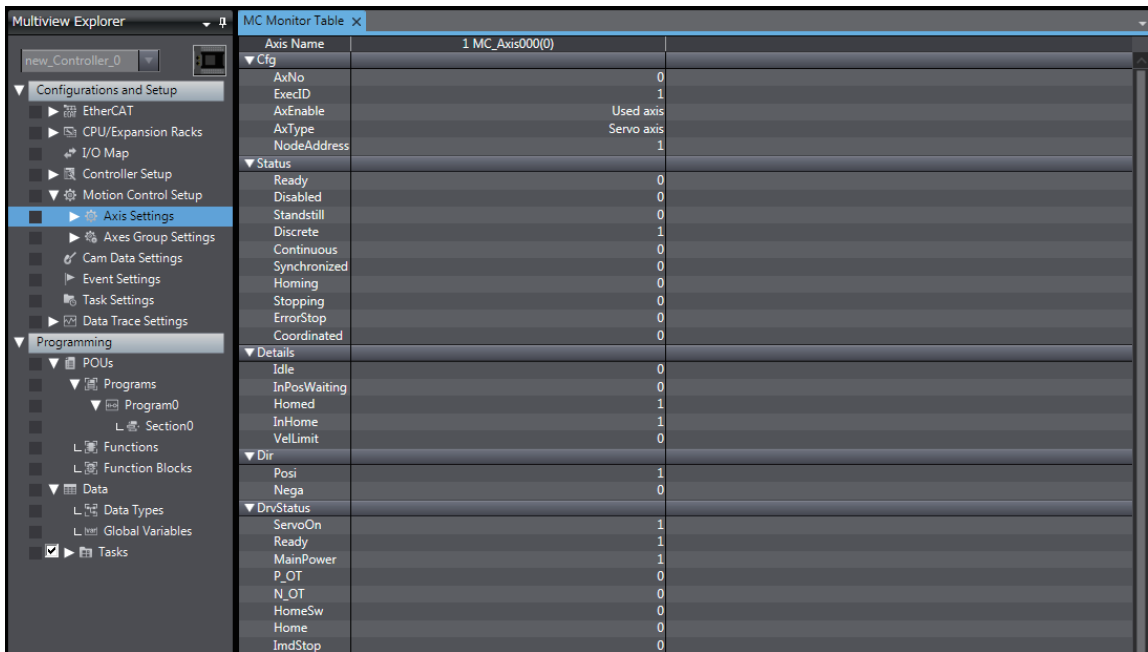 Multiview Explorer
new_Controller_0
Configurations and Setup
EtherCAT
CPU/Expansion Racks
I/O Map
Controller Setup
Motion Control Setup
Axis Settings
Axes Group Settings
Cam Data Settings
Event Settings
Task Settings
Data Trace Settings
Programming
POUs
Programs
Program0
Section0
Functions
Function Blocks
Data
Data Types
Global Variables
Tasks
MC Monitor Table
Axis Name 1 MC_Axis000(0)
Cfg
AxNo 0
ExecID 1
AxEnable Used axis
AxType Servo axis
NodeAddress 1
Status
Ready 0
Disabled 0
Standstill 0
Discrete 1
Continuous 0
Synchronized 0
Homing 0
Stopping 0
ErrorStop 0
Coordinated 0
Details
Idle 0
InPosWaiting 0
Homed 1
InHome 1
VelLimit 0
Dir
Posi 1
Nega 0
DrvStatus
ServoOn 1
Ready 1
MainPower 1
P_OT 0
N_OT 0
HomeSw 0
Home 0
ImdStop 0